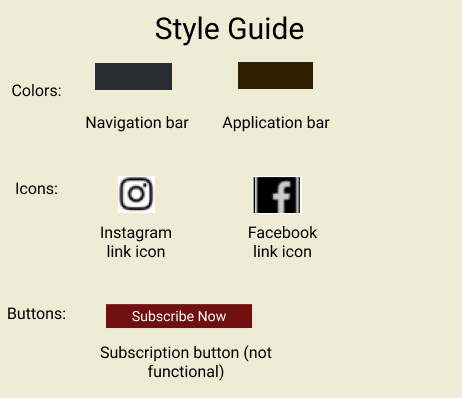 Style Guide
Colors:
Navigation bar
Application bar
Icons:
Instagram
link icon
Facebook
link icon
Buttons:
Subscribe Now
Subscription button (not
functional)